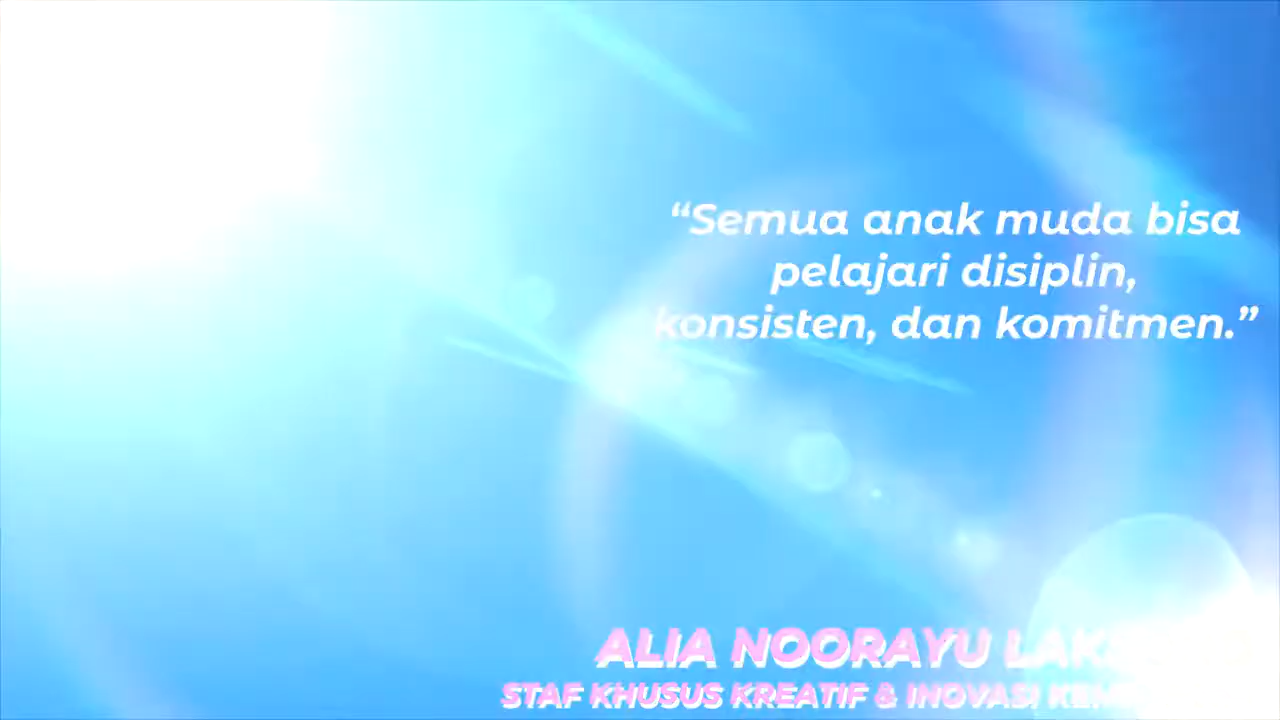 “Semua anak muda bisa
pelajari disiplin,
konsisten, dan komitmen.”
ALIA NOORAYU
STAF KHUSUS KREATIF & INOVASI